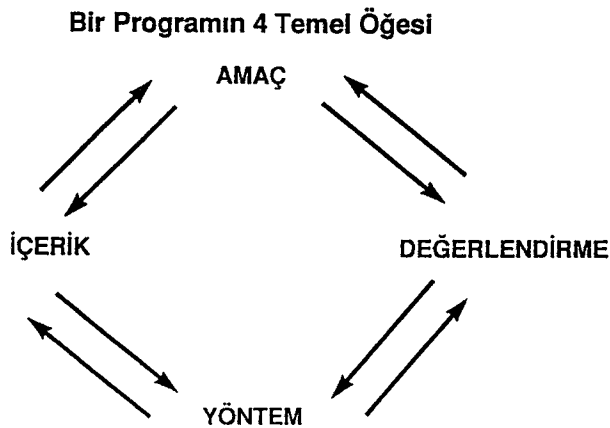 Bir Programın 4 Temel Öğesi
AMAÇ
İÇERİK
DEĞERLENDİRME
YÖNTEM